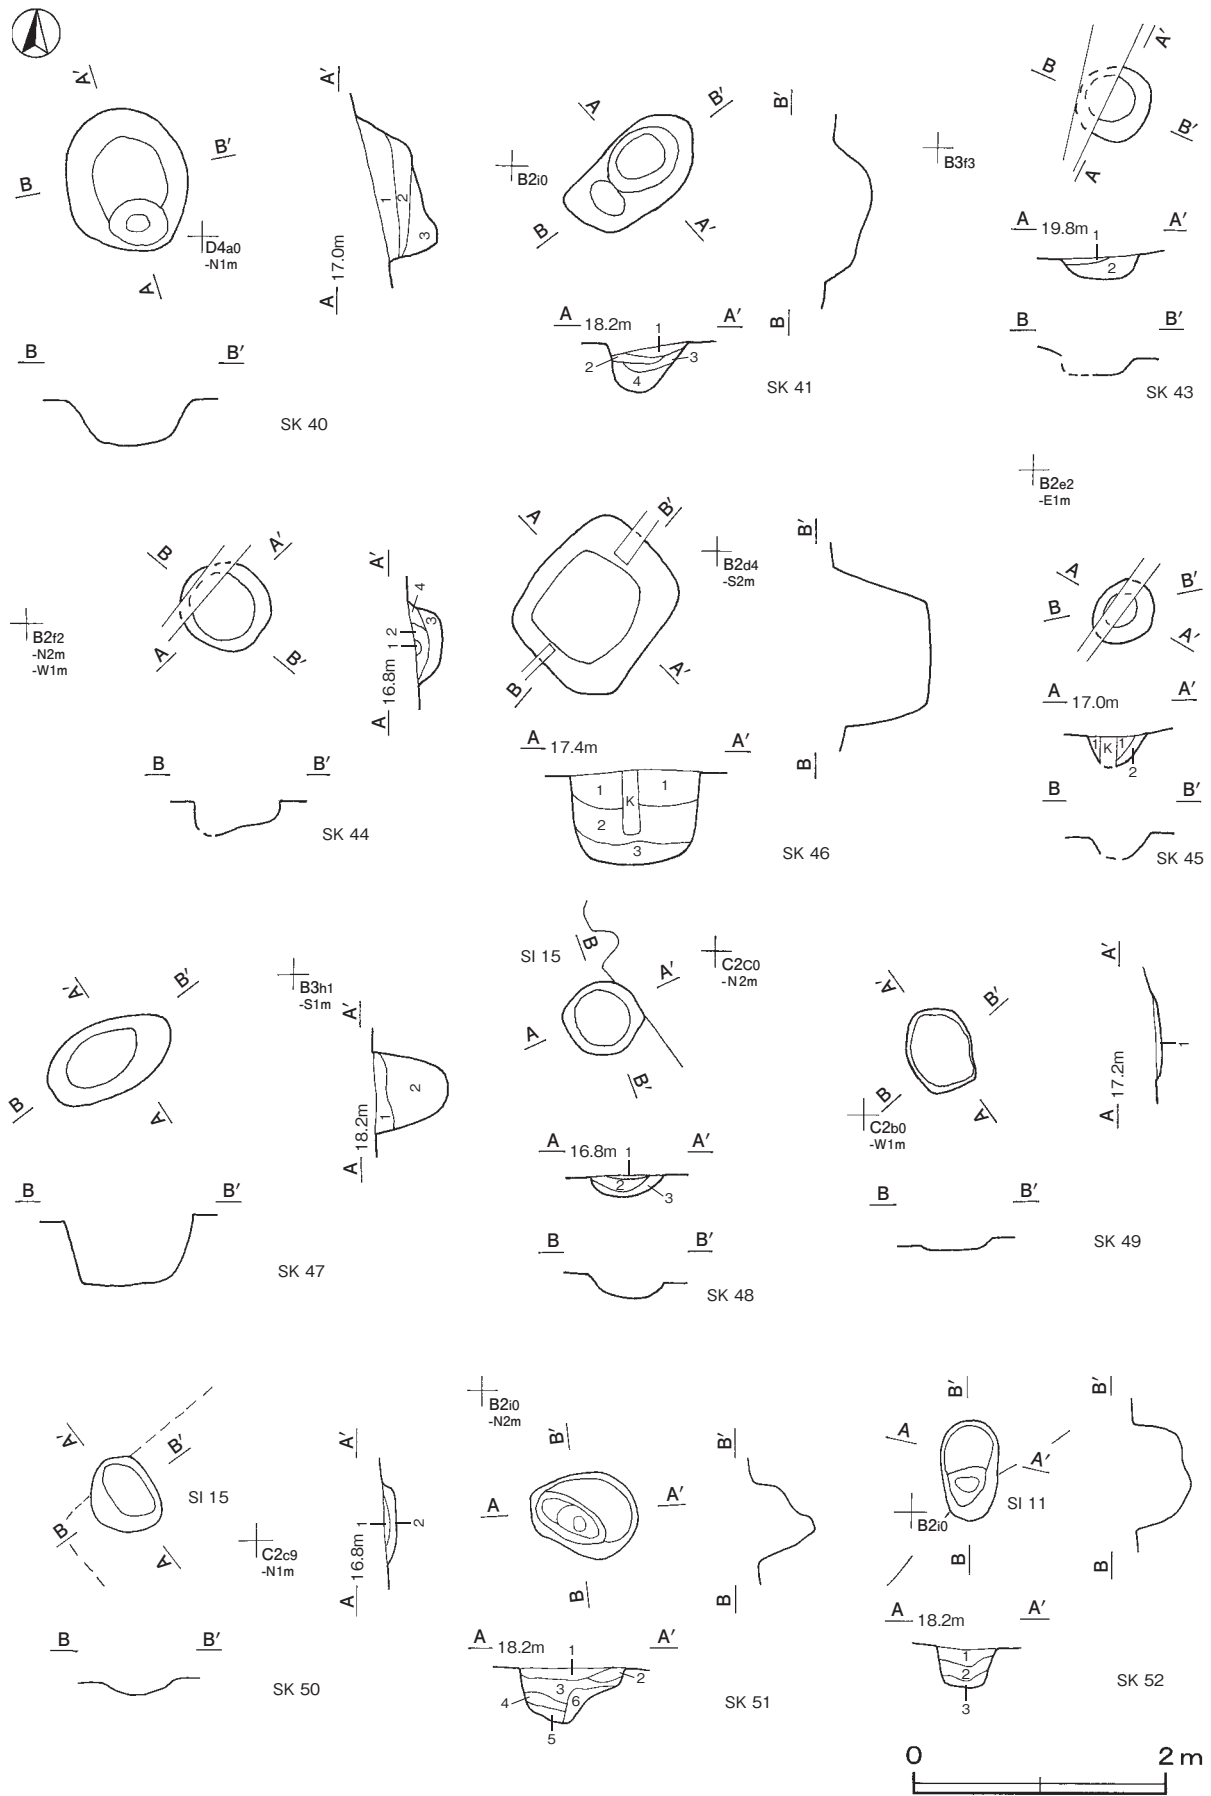 A′
B′
B
D4a0
-N1m
A
A′
1
2
3
A 17.0m
B B′
SK 40
A
B′
B2i0
B
A′
B′
B
A 18.2m A′
1
2
3
4
SK 41
A′
B
B3f3
B′
A
A 19.8m A′
1
2
B B′
SK 43
B A′
B2f2
-N2m
-W1m
A
B′
A′
4
3
2
1
A 16.8m
B B′
SK 44
A
B′
B2d4
-S2m
B
A′
B′
B
A 17.4m A′
1 K 1
2
3
SK 46
B2e2
-E1m
A
B′
B
A′
A 17.0m A′
1 K 1
2
B B′
SK 45
A′
B′
B3h1
-S1m
B
A
A′
2
1
A 18.2m
B B′
SK 47
SI 15
B
A′
C2C0
-N2m
A
B′
A 16.8m 1 A′
2
3
B B′
SK 48
A′
B′
B
C2b0
-W1m
A
A′
1
A 17.2m
B B′
SK 49
A′
B′
SI 15
B
A
C2c9
-N1m
A′
1 2
A 16.8m
B B′
SK 50
B2i0
-N2m
B′
A A′
B
B′
B
A 18.2m A′
1
2
3
4
6
5
SK 51
B′
A
A′
SI 11
B2i0
B
B′
B
A 18.2m A′
1
2
3
SK 52
0 2 m